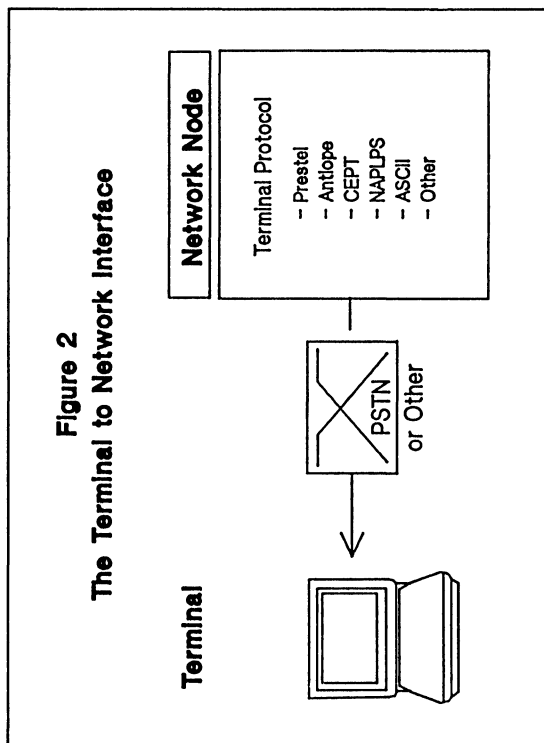 Figure 2
The Terminal to Network Interface
Terminal
PSTN
or Other
Network Node
Terminal Protocol
- Prestel
- Antiope
- CEPT
- NAPLPS
- ASCII
- Other